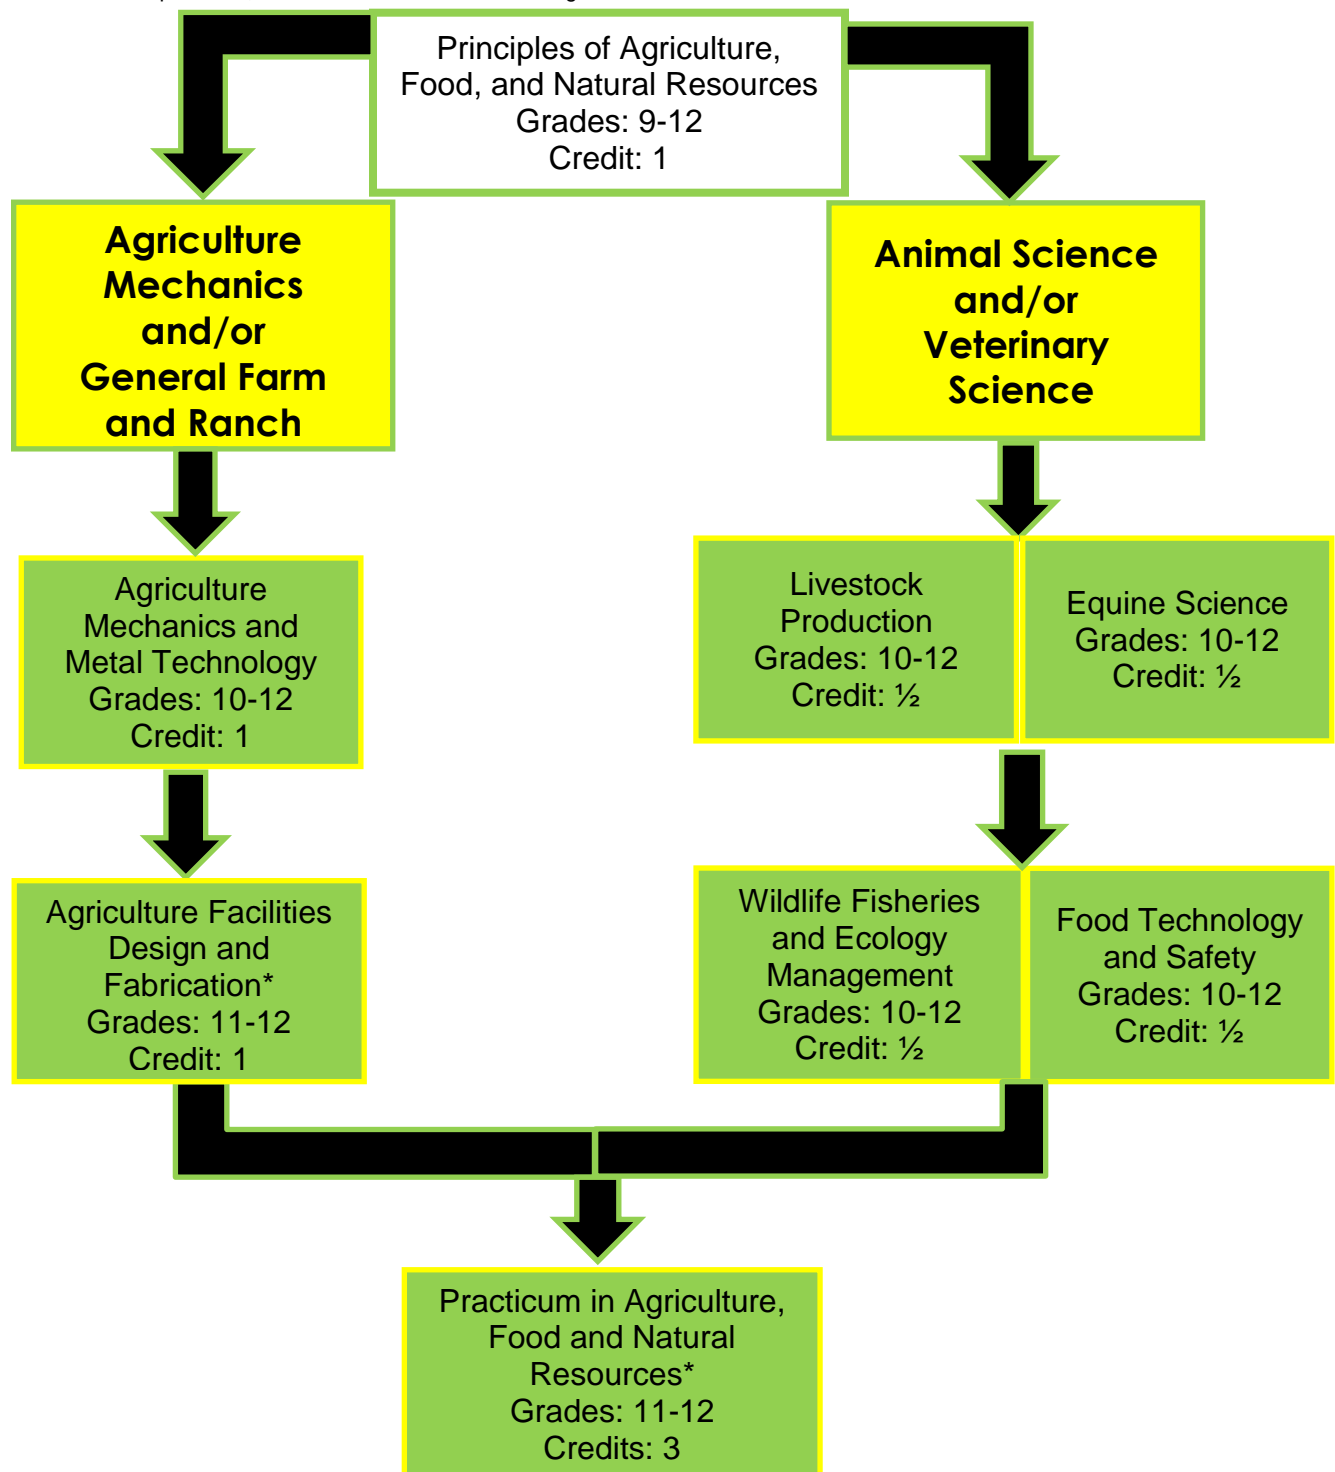 Principles of Agriculture,
Food, and Natural Resources
Grades: 9-12
Credit: 1
Agriculture
Mechanics
and/or
General Farm
and Ranch
Animal Science
and/or
Veterinary
Science
Agriculture
Mechanics and
Metal Technology
Grades: 10-12
Credit: 1
Livestock
Production
Grades: 10-12
Credit: ½
Equine Science
Grades: 10-12
Credit: ½
Agriculture Facilities
Design and
Fabrication*
Grades: 11-12
Credit: 1
Wildlife Fisheries
and Ecology
Management
Grades: 10-12
Credit: ½
Food Technology
and Safety
Grades: 10-12
Credit: ½
Practicum in Agriculture,
Food and Natural
Resources*
Grades: 11-12
Credits: 3